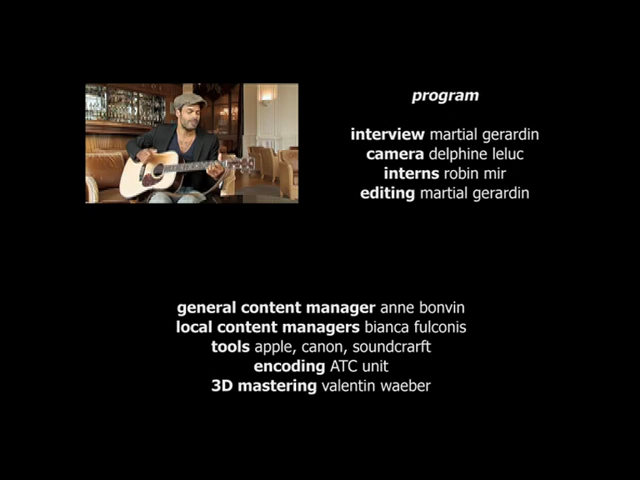 program
interview martial gerardin
camera delphine leluc
interns robin mir
editing martial gerardin
general content manager anne bonvin
local content managers bianca fulconis
tools apple, canon, soundcrarft
encoding ATC unit
3D mastering valentin waeber